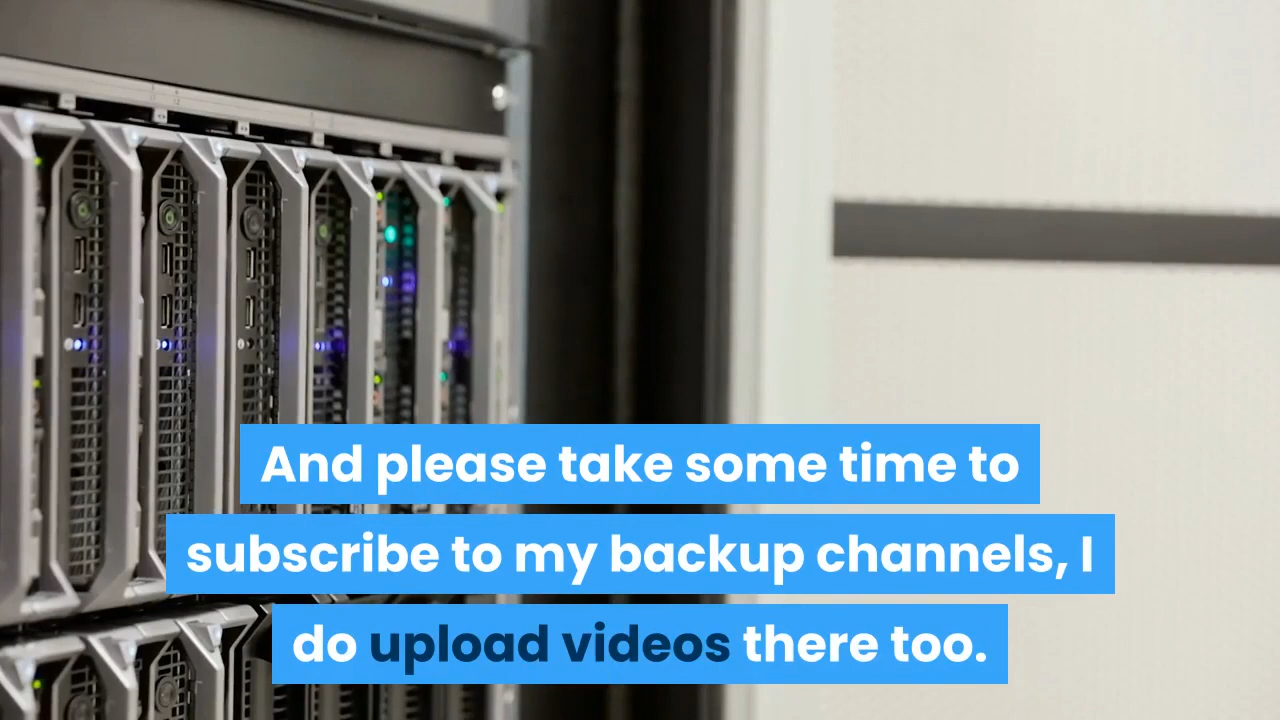 And please take some time to
subscribe to my backup channels, I
do upload videos there too.